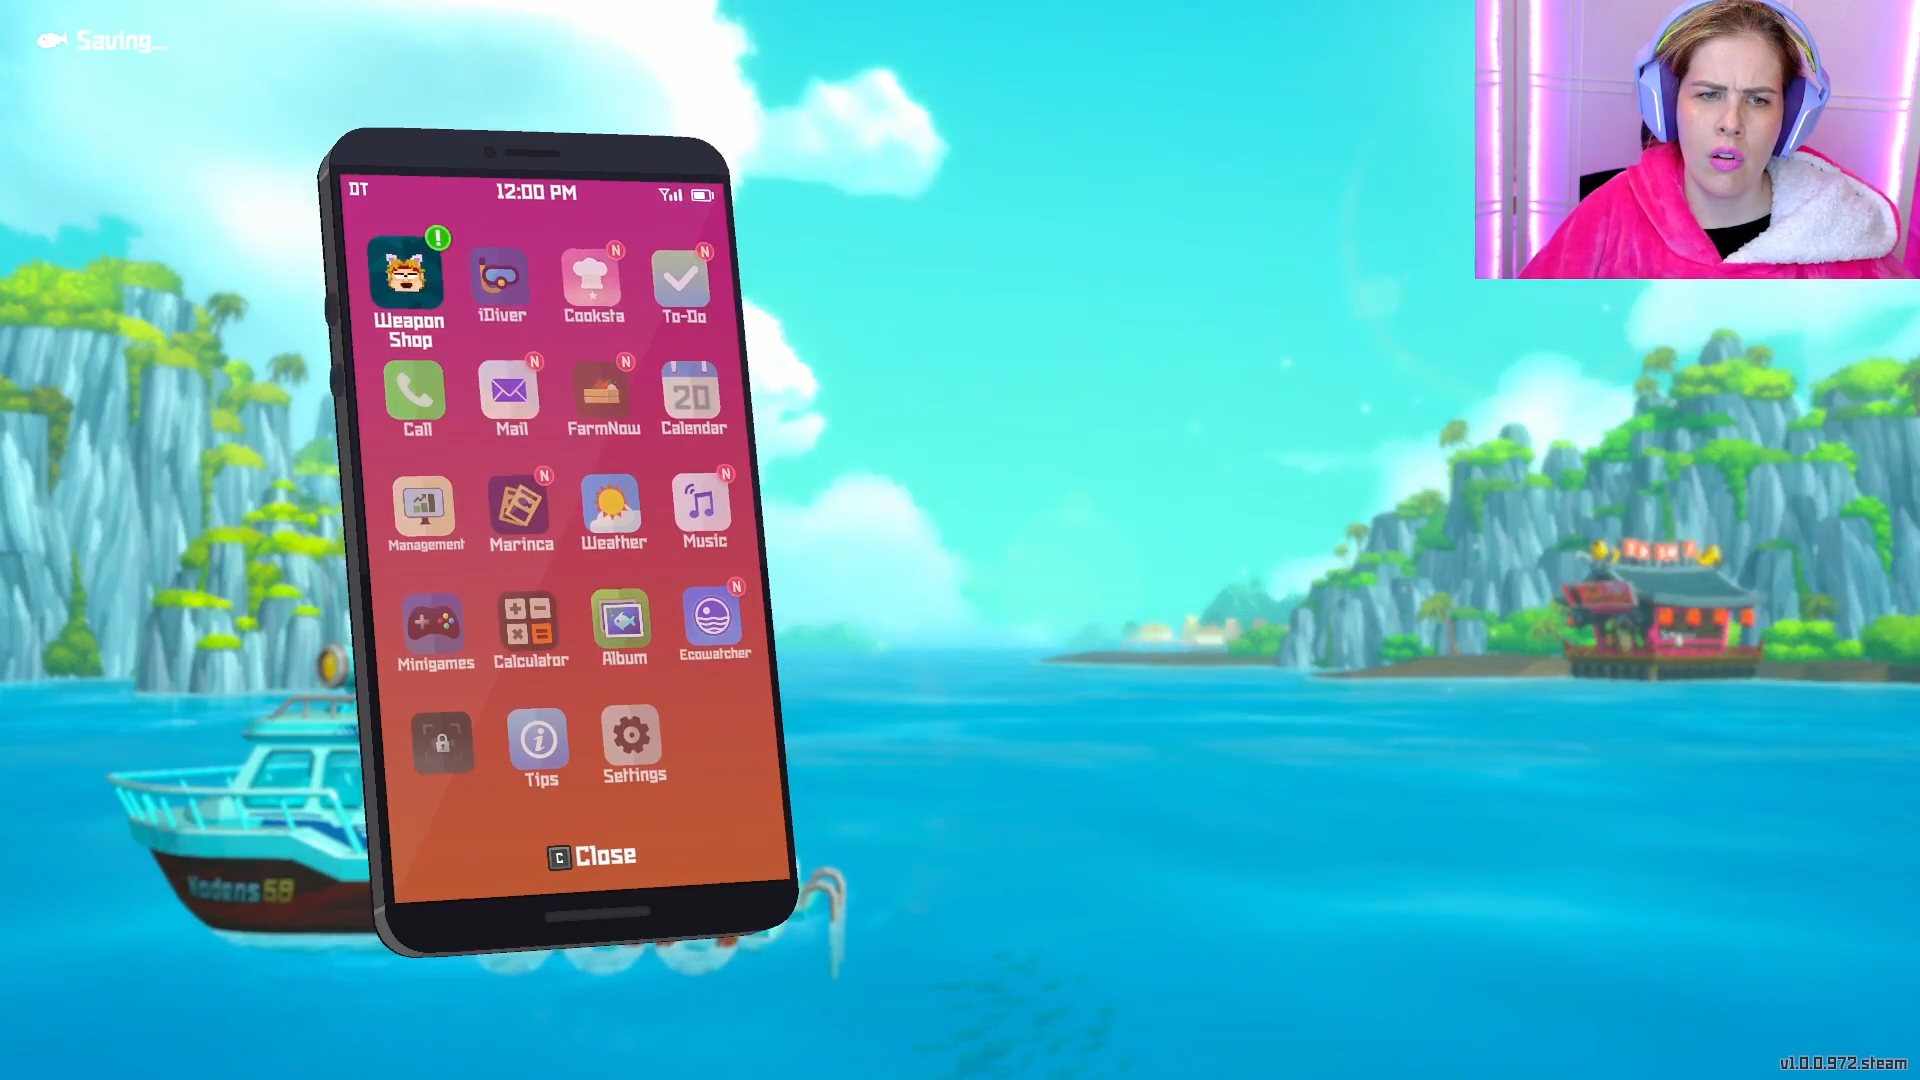 Saving...
DT 12:00 PM
Weapon Shop
iDiver
Cooksta
To-Do
Call
Mail
FarmNow
Calendar
20
Management
Marinca
Weather
Music
Minigames
Calculator
Album
Ecowatcher
Tips
Settings
C Close
v1.0.0.972.steam